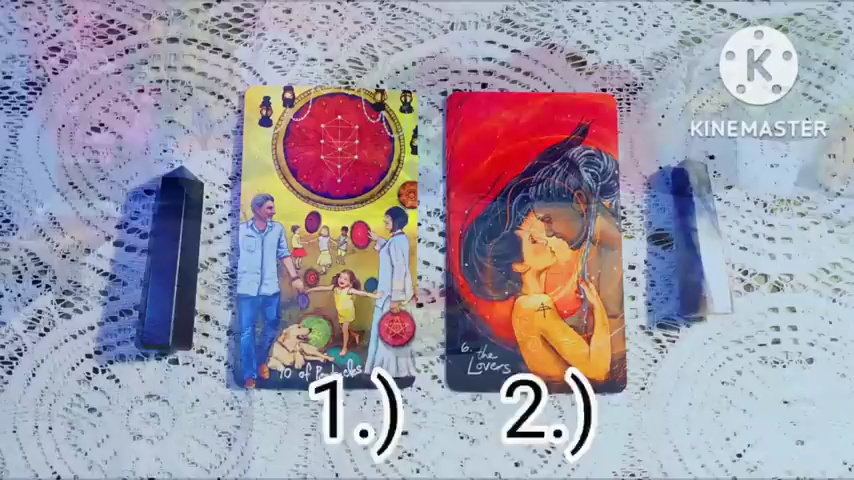 KINEMASTER
10 of Pentacles
6. the
Lovers
1.)
2.)